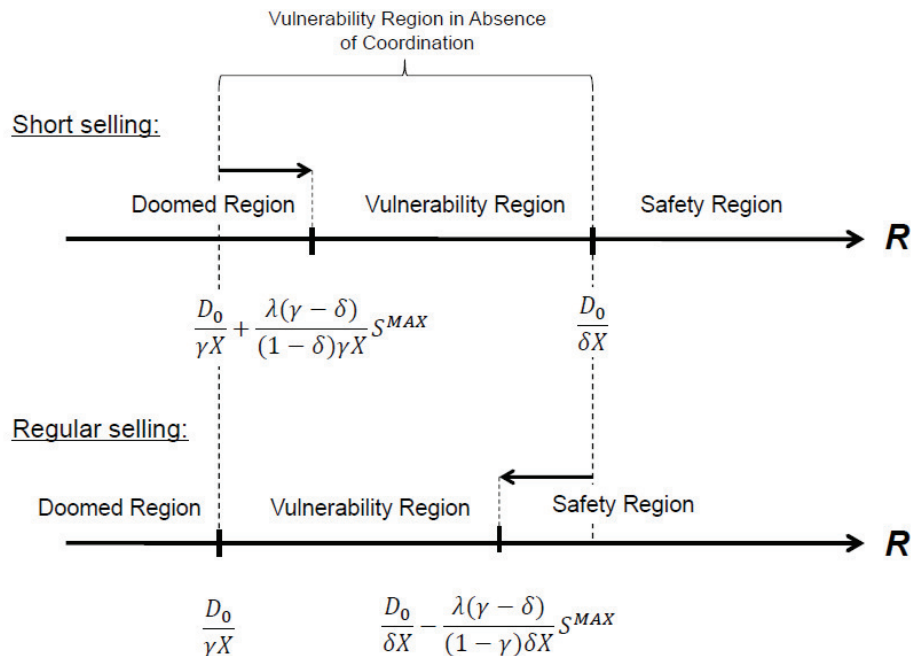 Vulnerability Region in Absence
of Coordination
Short selling:
Doomed Region Vulnerability Region Safety Region
R
D₀/γX + λ(γ − δ)/(1 − δ)γX S^MAX D₀/δX
Regular selling:
Doomed Region Vulnerability Region Safety Region
R
D₀/γX D₀/δX − λ(γ − δ)/(1 − γ)δX S^MAX